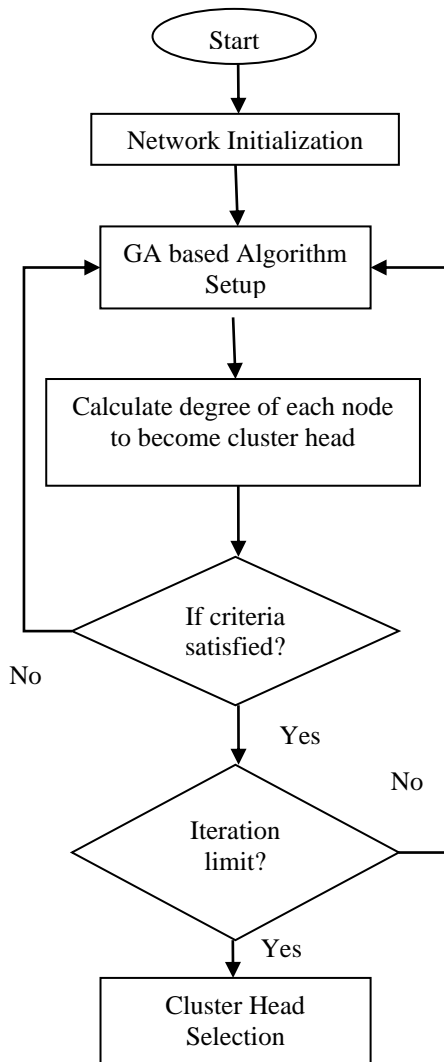 Start
Network Initialization
GA based Algorithm
Setup
Calculate degree of each node
to become cluster head
If criteria
satisfied?
No
Yes
No
Iteration
limit?
Yes
Cluster Head
Selection